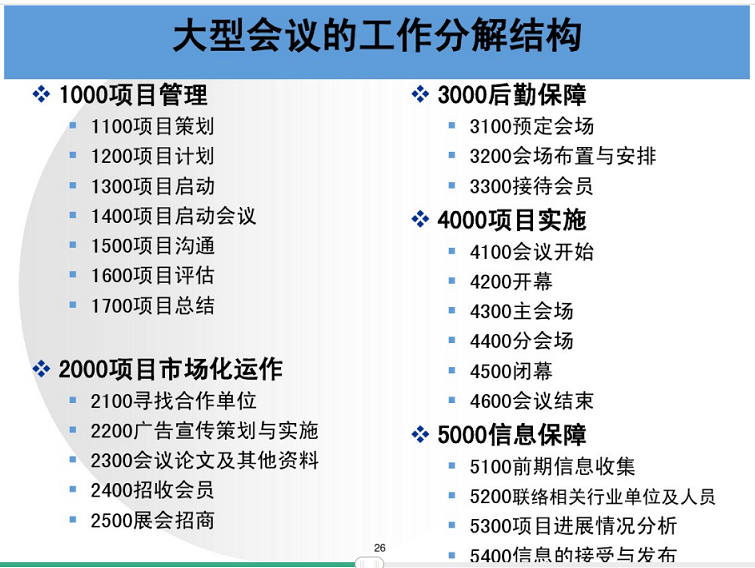 大型会议的工作分解结构
1000项目管理
1100项目策划
1200项目计划
1300项目启动
1400项目启动会议
1500项目沟通
1600项目评估
1700项目总结
2000项目市场化运作
2100寻找合作单位
2200广告宣传策划与实施
2300会议论文及其他资料
2400招收会员
2500展会招商
3000后勤保障
3100预定会场
3200会场布置与安排
3300接待会员
4000项目实施
4100会议开始
4200开幕
4300主会场
4400分会场
4500闭幕
4600会议结束
5000信息保障
5100前期信息收集
5200联络相关行业单位及人员
5300项目进展情况分析
5400信息的接受与发布
26